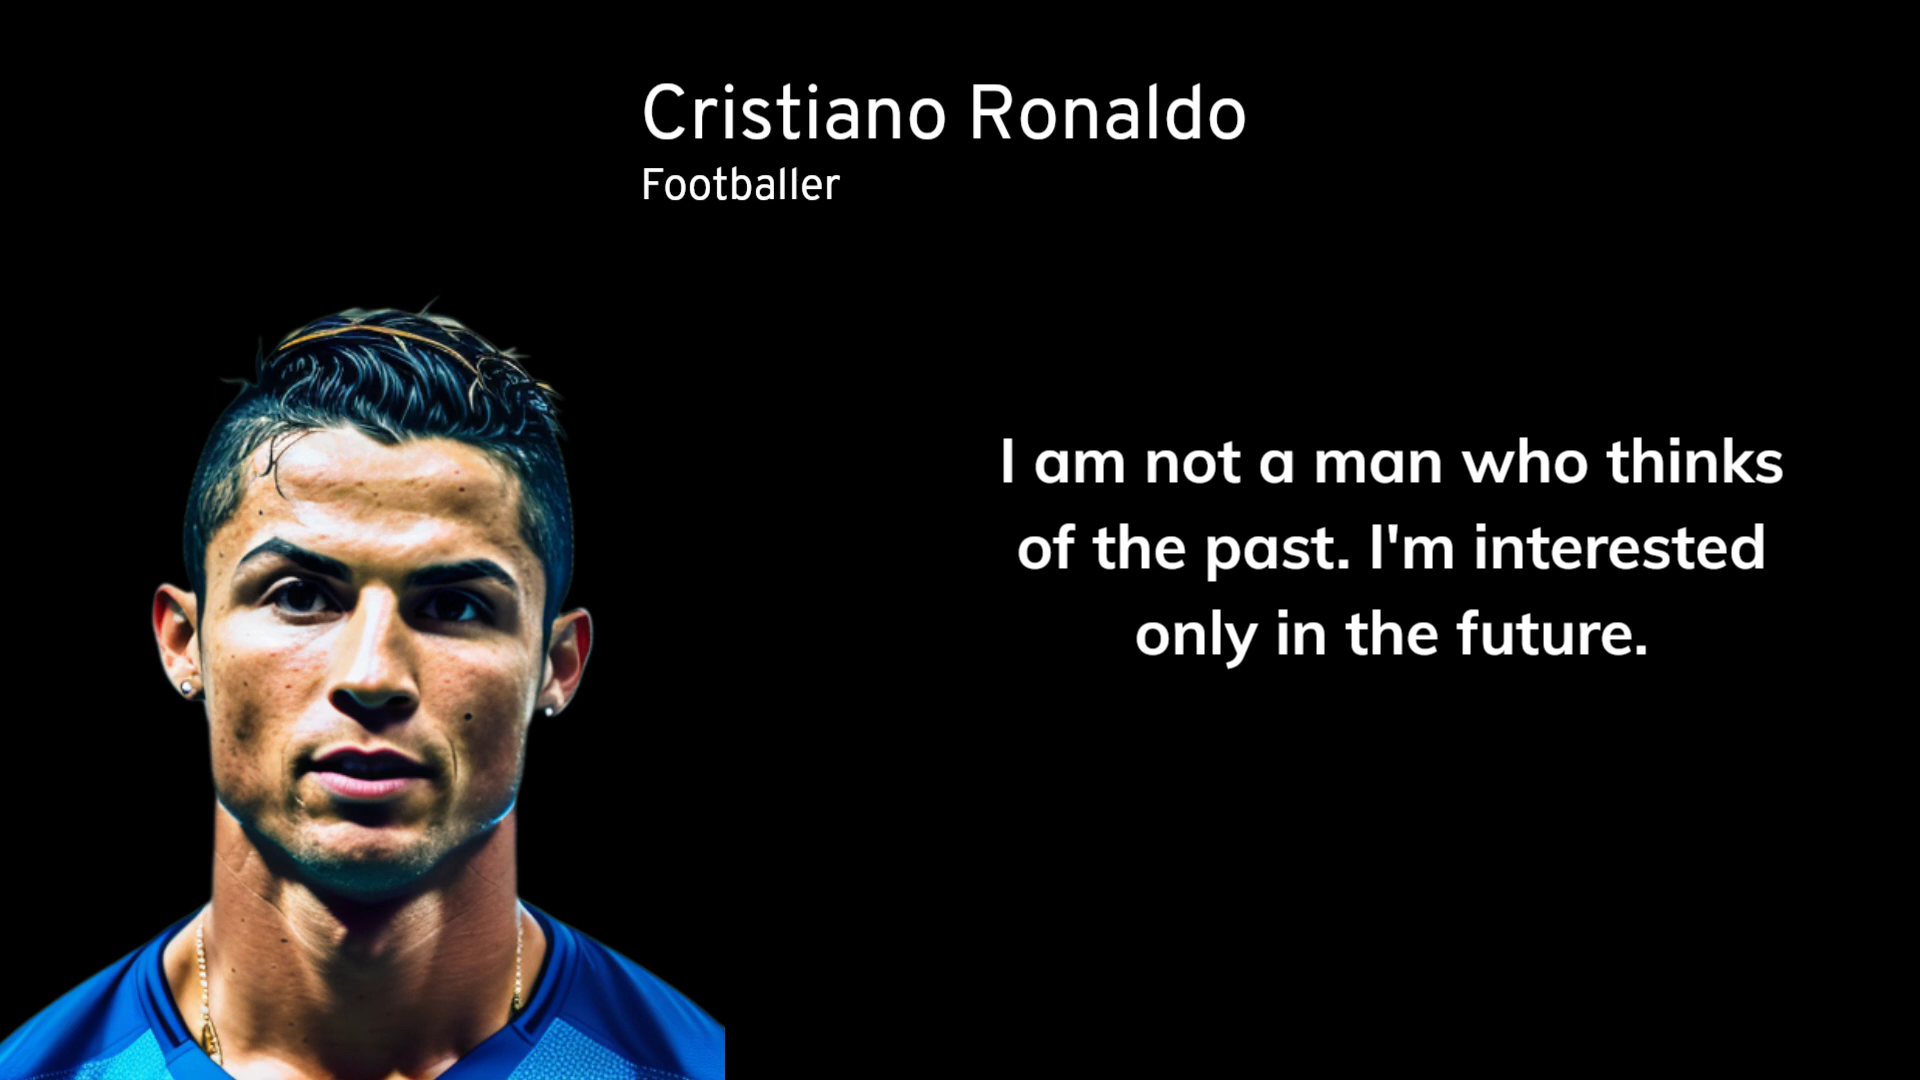 Cristiano Ronaldo
Footballer
I am not a man who thinks
of the past. I'm interested
only in the future.